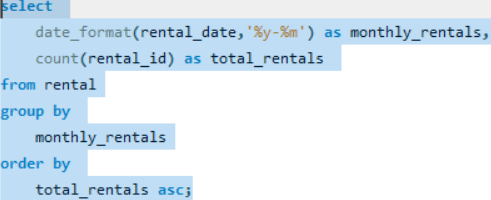 select
date_format(rental_date,'%y-%m') as monthly_rentals,
count(rental_id) as total_rentals
from rental
group by
monthly_rentals
order by
total_rentals asc;